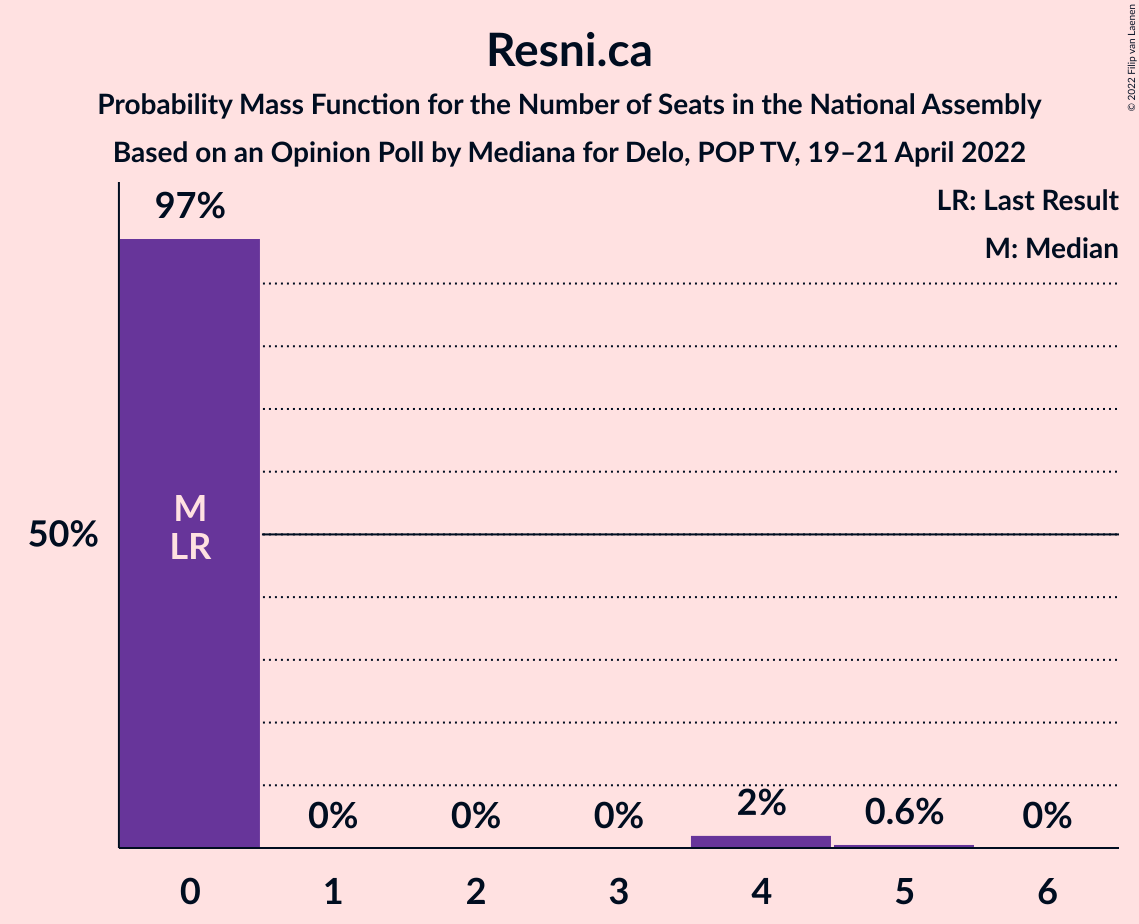 Resni.ca
Probability Mass Function for the Number of Seats in the National Assembly
Based on an Opinion Poll by Mediana for Delo, POP TV, 19–21 April 2022
© 2022 Filip van Laenen
LR: Last Result
M: Median
97%
M
LR
50%
0%
0%
0%
2%
0.6%
0%
0
1
2
3
4
5
6